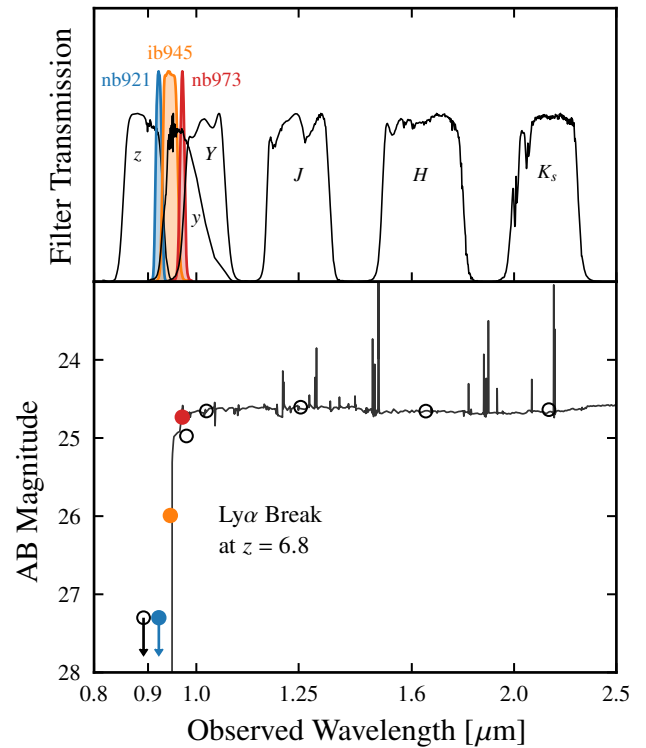 Filter Transmission
ib945
nb921
nb973
z
Y
J
H
K_s
y
AB Magnitude
24
25
26
27
28
Lyα Break
at z = 6.8
0.8
0.9
1.0
1.25
1.6
2.0
2.5
Observed Wavelength [μm]